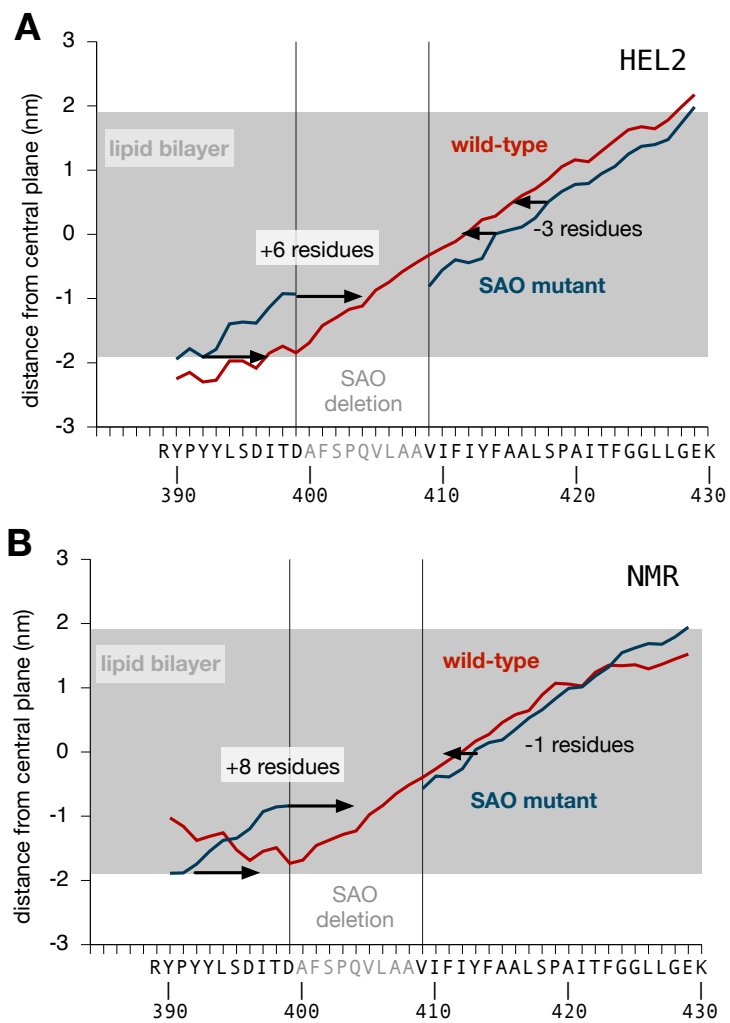 A
HEL2
3
2
1
0
-1
-2
-3
distance from central plane (nm)
lipid bilayer
wild-type
+6 residues
-3 residues
SAO mutant
SAO
deletion
RYPYYLSDITDAFSPQVLAAVIFIYFAALSPAITFGGLLGEK
390 400 410 420 430
B
NMR
3
2
1
0
-1
-2
-3
distance from central plane (nm)
lipid bilayer
wild-type
+8 residues
-1 residues
SAO mutant
SAO
deletion
RYPYYLSDITDAFSPQVLAAVIFIYFAALSPAITFGGLLGEK
390 400 410 420 430